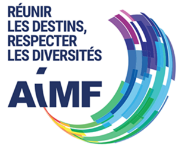 RÉUNIR
LES DESTINS,
RESPECTER
LES DIVERSITÉS
AIMF